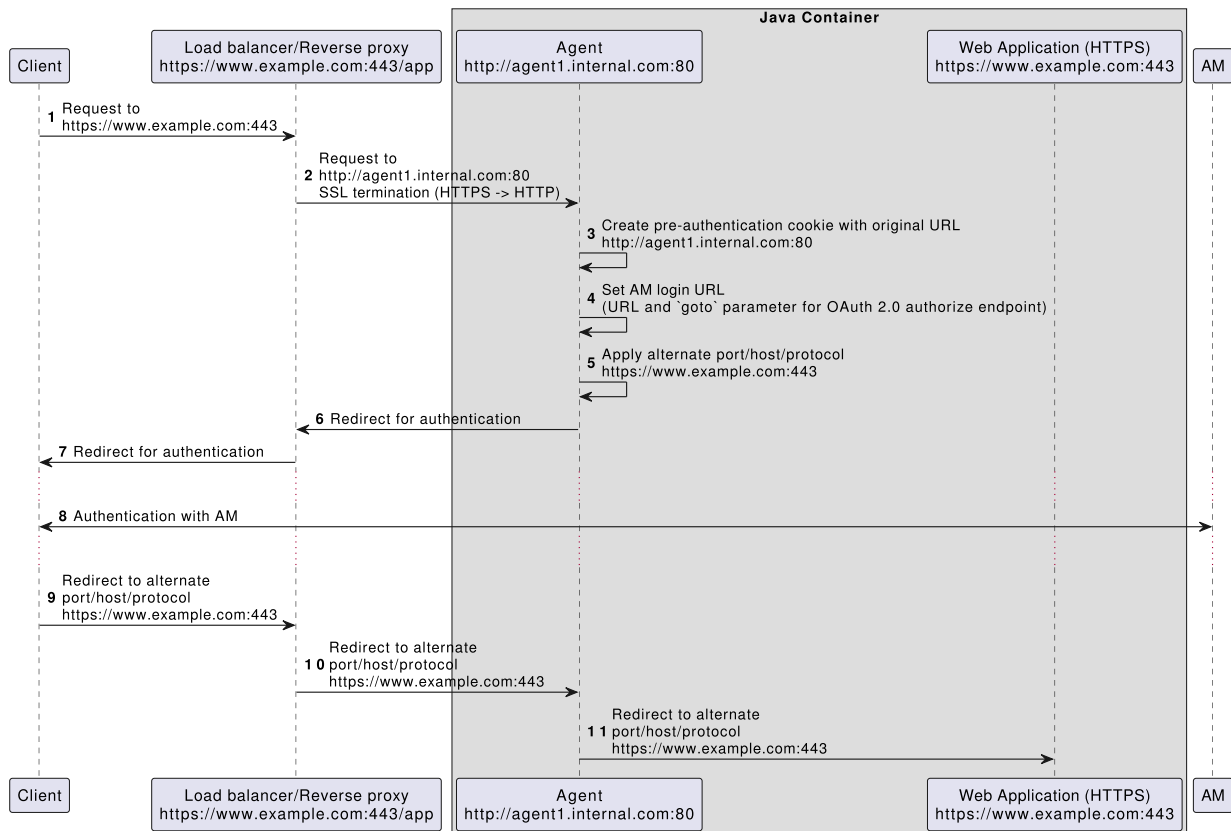 Java Container
Client
Load balancer/Reverse proxy
https://www.example.com:443/app
Agent
http://agent1.internal.com:80
Web Application (HTTPS)
https://www.example.com:443
AM
1 Request to
https://www.example.com:443
Request to
2 http://agent1.internal.com:80
SSL termination (HTTPS -> HTTP)
3 Create pre-authentication cookie with original URL
http://agent1.internal.com:80
4 Set AM login URL
(URL and `goto` parameter for OAuth 2.0 authorize endpoint)
5 Apply alternate port/host/protocol
https://www.example.com:443
6 Redirect for authentication
7 Redirect for authentication
8 Authentication with AM
Redirect to alternate
9 port/host/protocol
https://www.example.com:443
Redirect to alternate
10 port/host/protocol
https://www.example.com:443
Redirect to alternate
11 port/host/protocol
https://www.example.com:443
Client
Load balancer/Reverse proxy
https://www.example.com:443/app
Agent
http://agent1.internal.com:80
Web Application (HTTPS)
https://www.example.com:443
AM